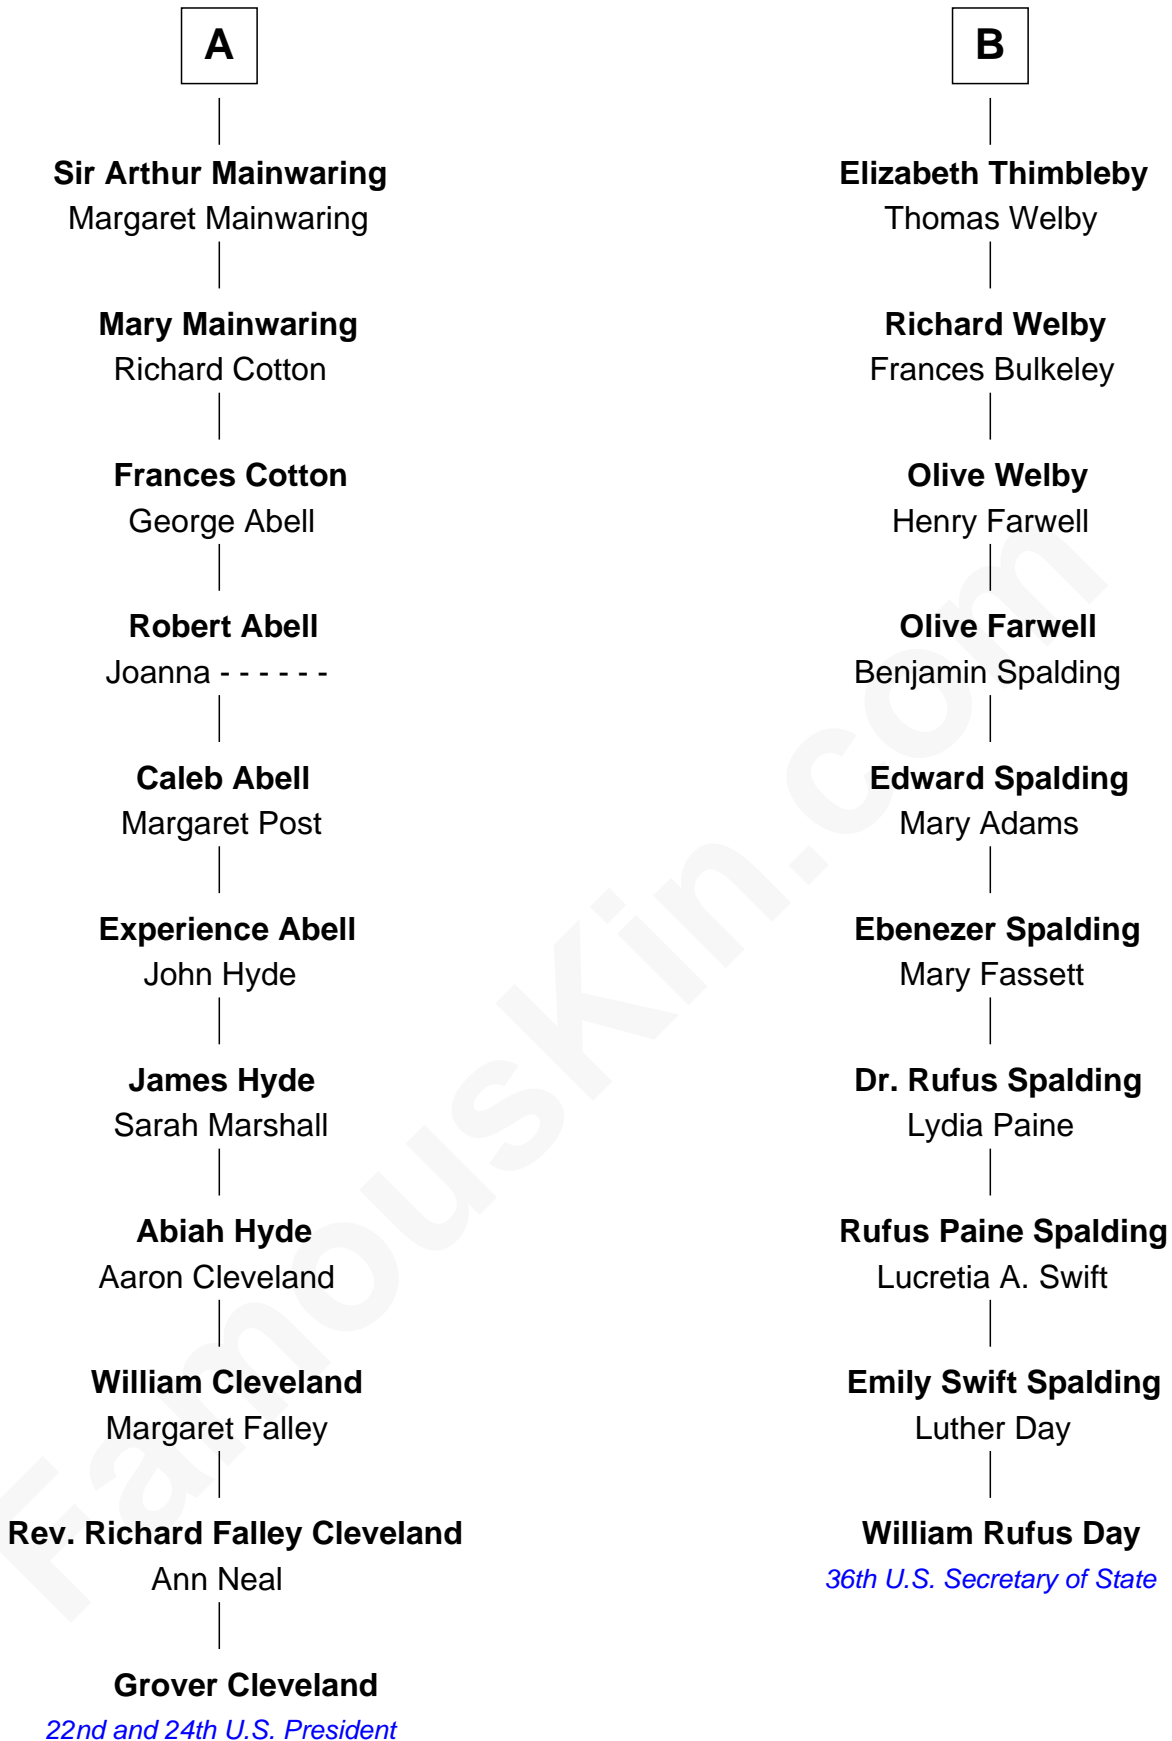 A
Sir Arthur Mainwaring
Margaret Mainwaring
Mary Mainwaring
Richard Cotton
Frances Cotton
George Abell
Robert Abell
Joanna - - - - - -
Caleb Abell
Margaret Post
Experience Abell
John Hyde
James Hyde
Sarah Marshall
Abiah Hyde
Aaron Cleveland
William Cleveland
Margaret Falley
Rev. Richard Falley Cleveland
Ann Neal
Grover Cleveland
22nd and 24th U.S. President
B
Elizabeth Thimbleby
Thomas Welby
Richard Welby
Frances Bulkeley
Olive Welby
Henry Farwell
Olive Farwell
Benjamin Spalding
Edward Spalding
Mary Adams
Ebenezer Spalding
Mary Fassett
Dr. Rufus Spalding
Lydia Paine
Rufus Paine Spalding
Lucretia A. Swift
Emily Swift Spalding
Luther Day
William Rufus Day
36th U.S. Secretary of State
FamousKin.com